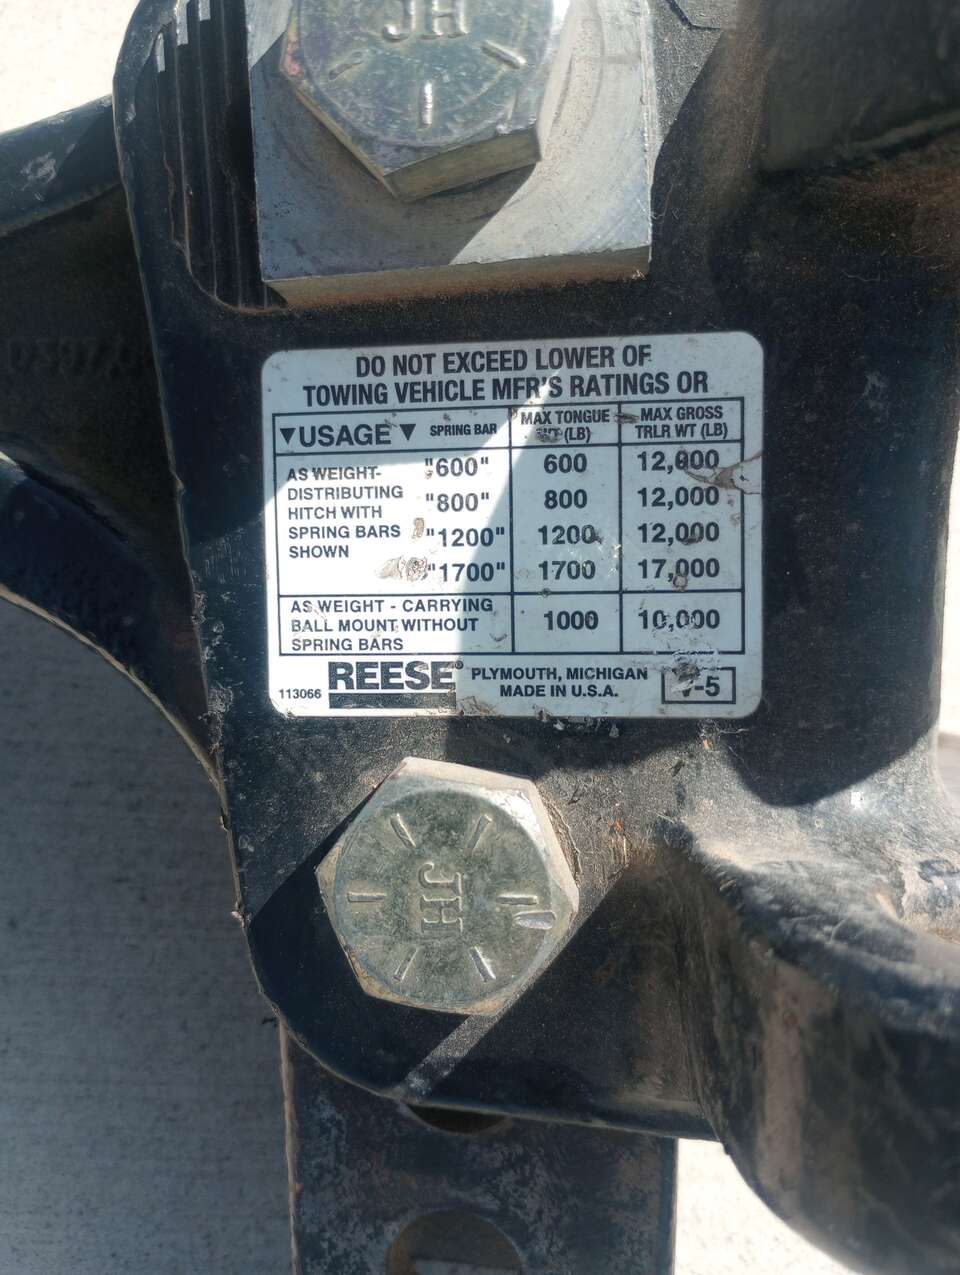 JH
DO NOT EXCEED LOWER OF
TOWING VEHICLE MFR'S RATINGS OR
▼USAGE▼ SPRING BAR MAX TONGUE WT (LB) MAX GROSS TRLR WT (LB)
AS WEIGHT-
DISTRIBUTING
HITCH WITH
SPRING BARS
SHOWN
"600" 600 12,000
"800" 800 12,000
"1200" 1200 12,000
"1700" 1700 17,000
AS WEIGHT - CARRYING
BALL MOUNT WITHOUT
SPRING BARS
1000 10,000
113066 REESE® PLYMOUTH, MICHIGAN
MADE IN U.S.A.
-5
JH